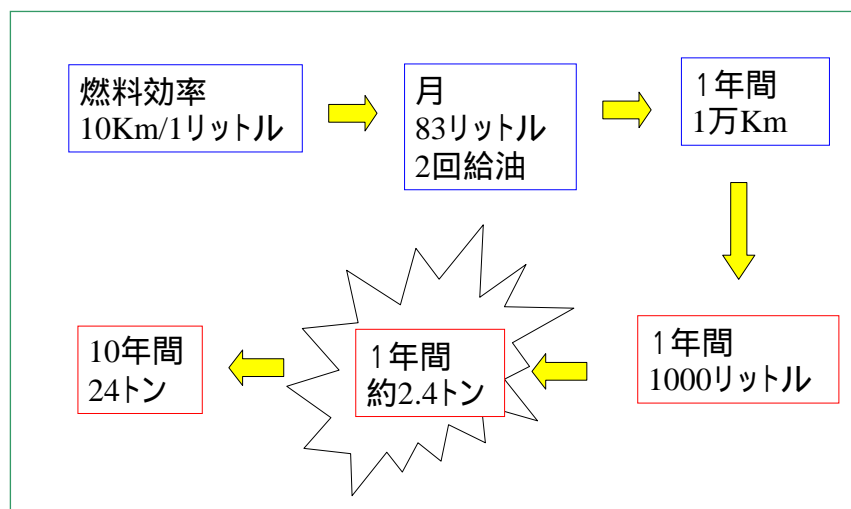 燃料効率
10Km/1リットル
月
83リットル
2回給油
1年間
1万Km
1年間
1000リットル
1年間
約2.4トン
10年間
24トン